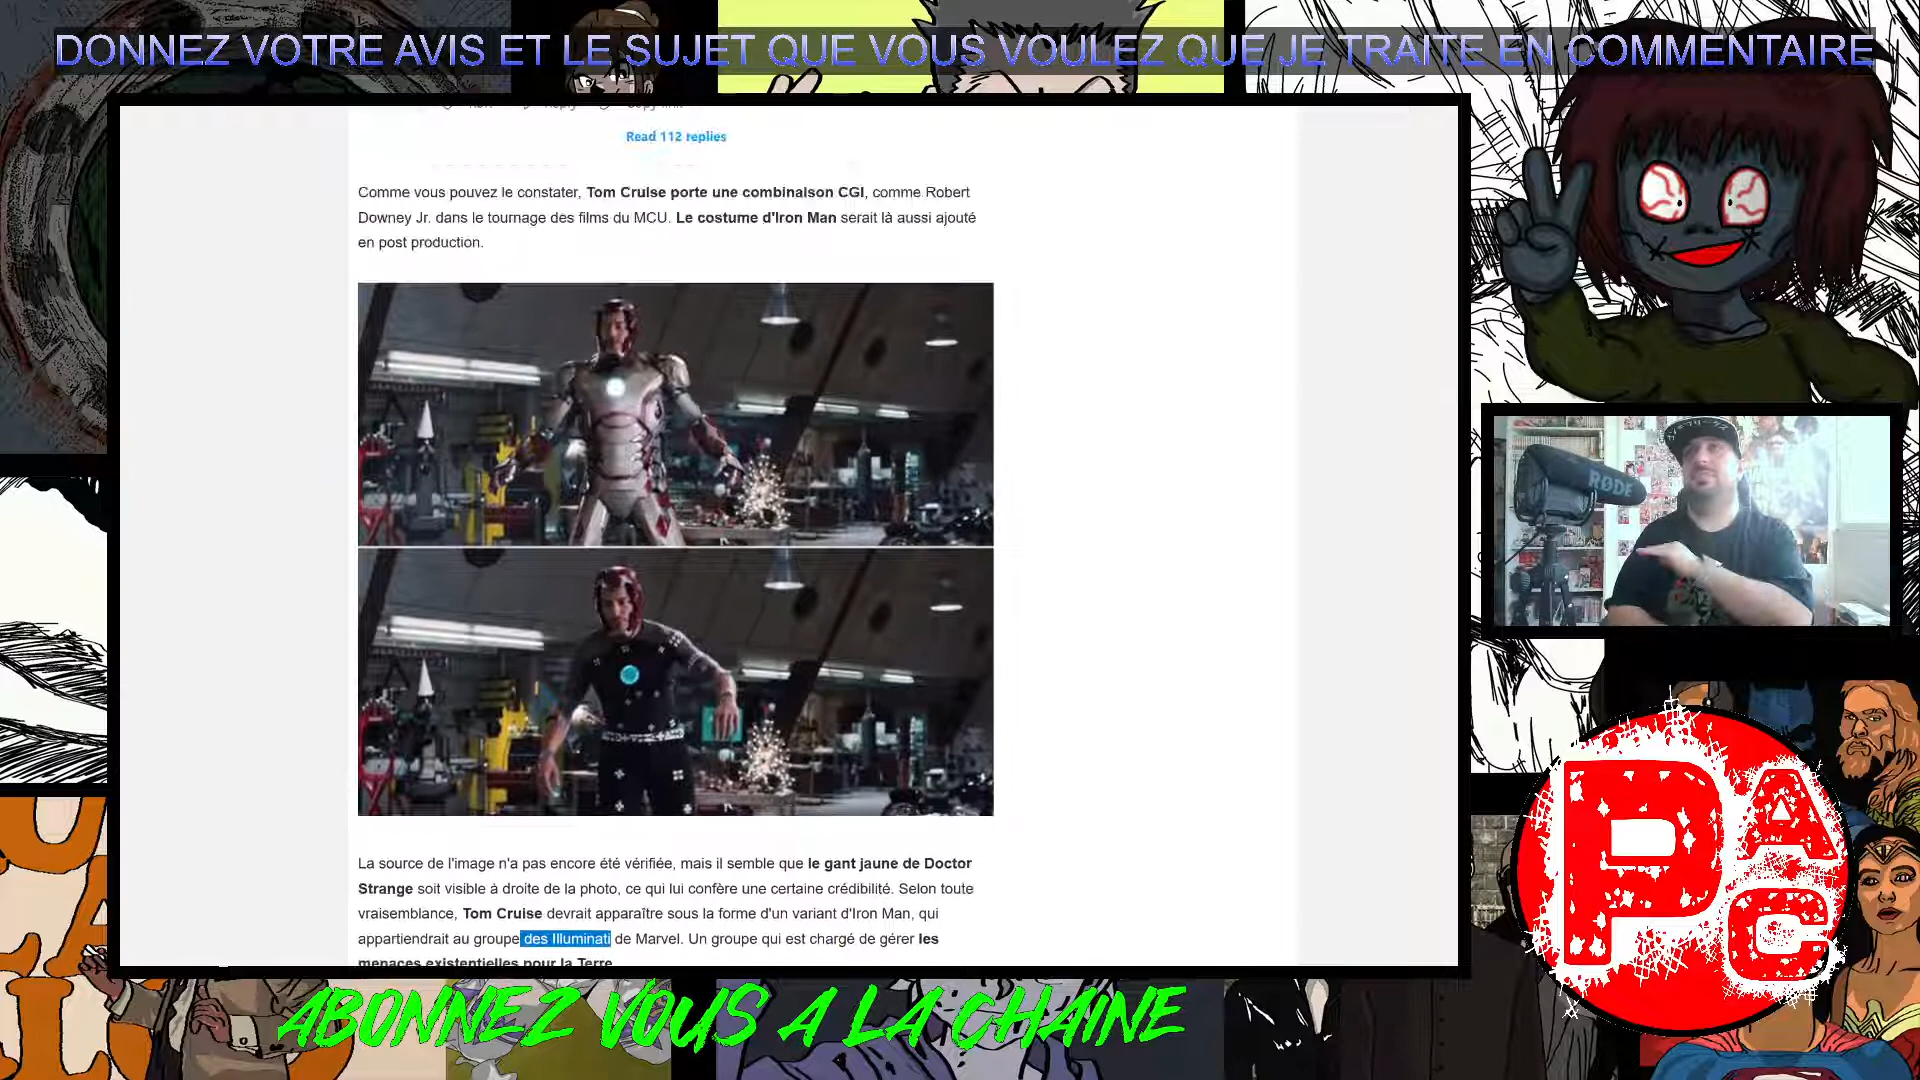 DONNEZ VOTRE AVIS ET LE SUJET QUE VOUS VOULEZ QUE JE TRAITE EN COMMENTAIRE
Read 112 replies
Comme vous pouvez le constater, Tom Cruise porte une combinaison CGI, comme Robert
Downey Jr. dans le tournage des films du MCU. Le costume d'Iron Man serait là aussi ajouté
en post production.
RØDE
La source de l'image n'a pas encore été vérifiée, mais il semble que le gant jaune de Doctor
Strange soit visible à droite de la photo, ce qui lui confère une certaine crédibilité. Selon toute
vraisemblance, Tom Cruise devrait apparaître sous la forme d'un variant d'Iron Man, qui
appartiendrait au groupe des Illuminati de Marvel. Un groupe qui est chargé de gérer les
menaces existentielles pour la Terre
PAC
ABONNEZ VOUS A LA CHAINE